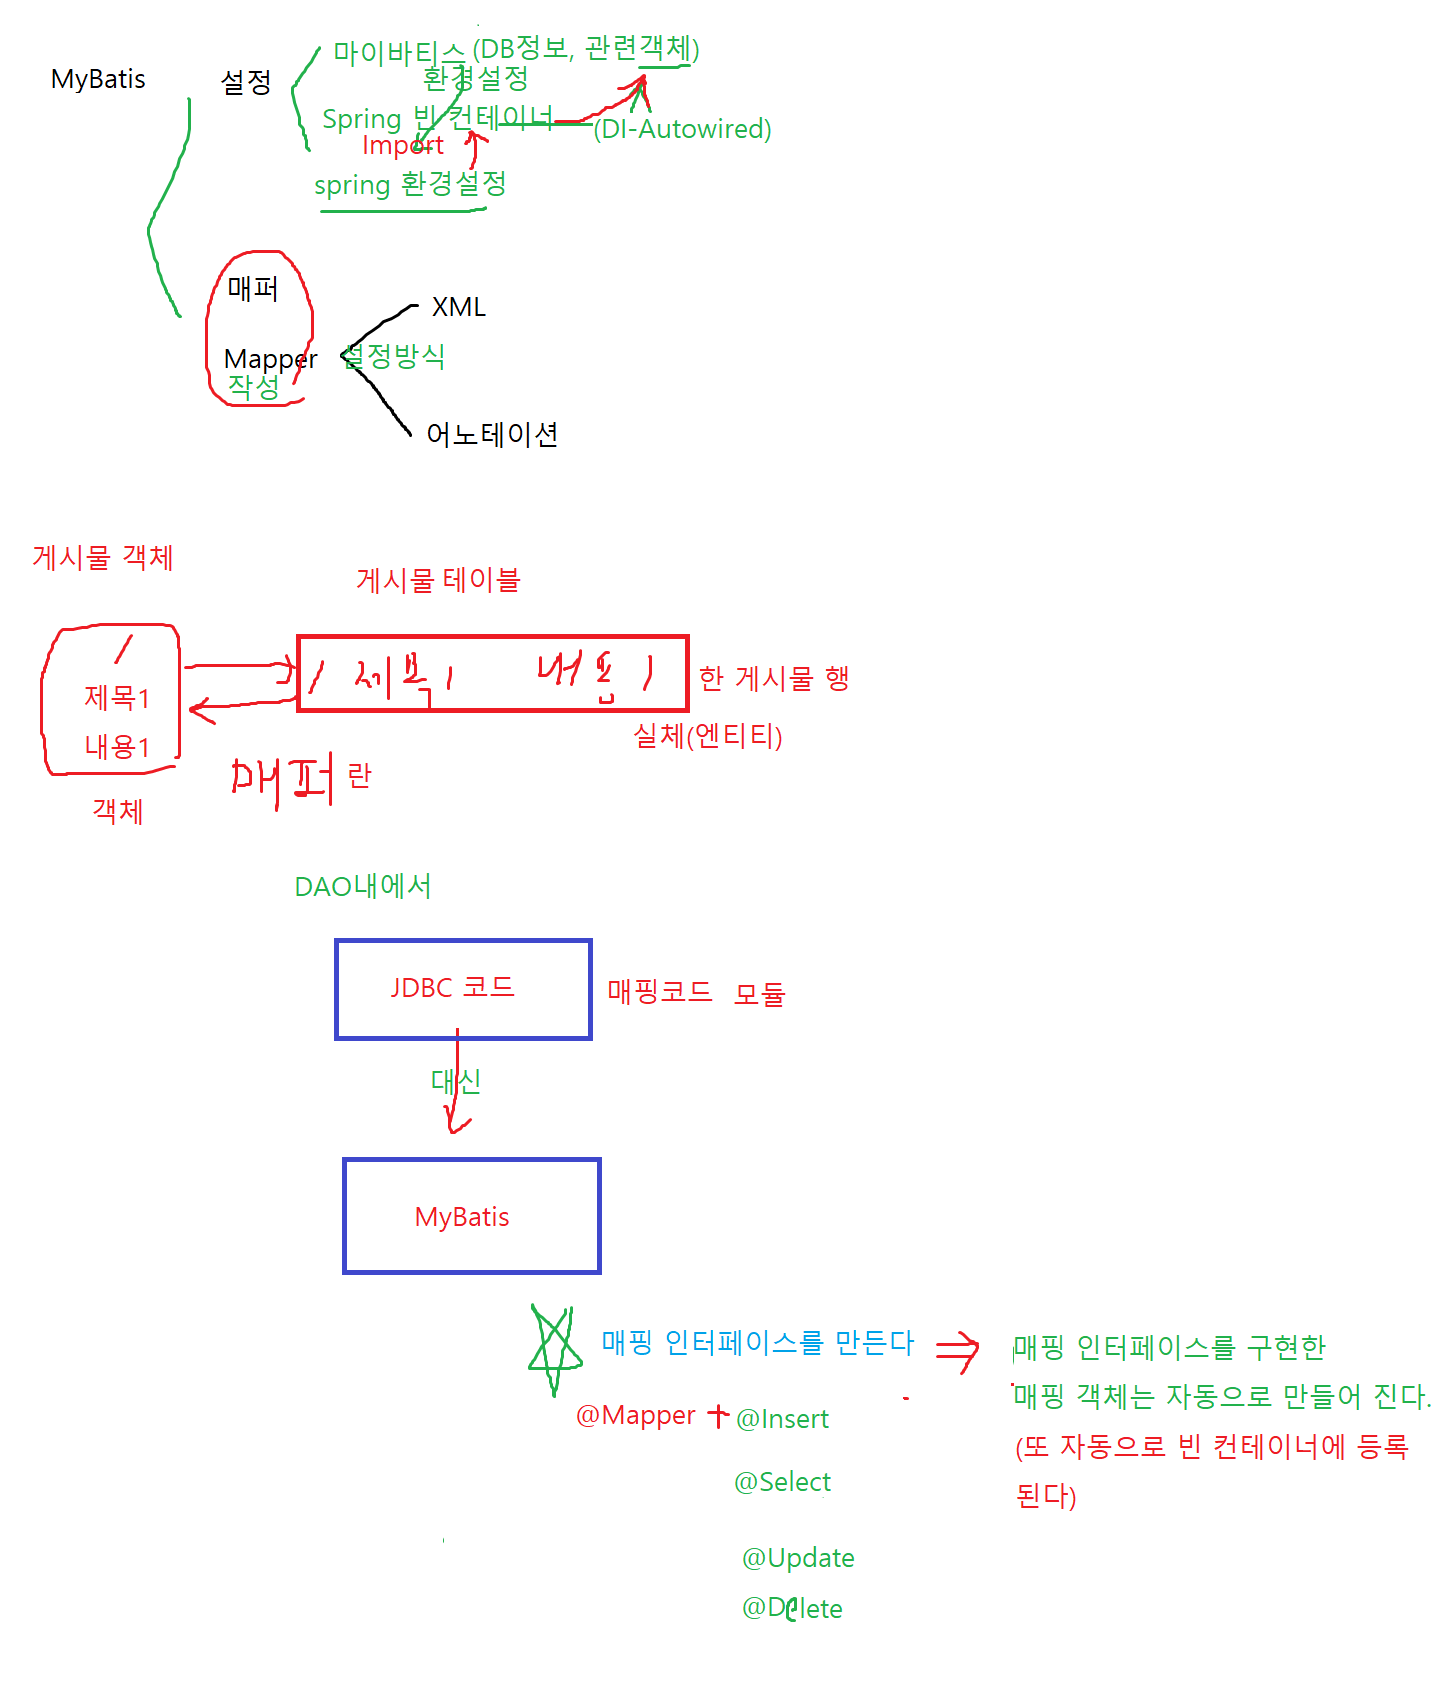 MyBatis
설정
마이바티스 (DB정보, 관련객체)
환경설정
Spring 빈 컨테이너
(DI-Autowired)
Import
spring 환경설정
매퍼
Mapper
작성
설정방식
XML
어노테이션
게시물 객체
게시물 테이블
1
제목1
내용1
객체
1 제목1 내용1
한 게시물 행
실체(엔티티)
매퍼란
DAO내에서
JDBC 코드
매핑코드 모듈
대신
MyBatis
매핑 인터페이스를 만든다
매핑 인터페이스를 구현한
매핑 객체는 자동으로 만들어 진다.
(또 자동으로 빈 컨테이너에 등록
된다)
@Mapper + @Insert
@Select
@Update
@Delete